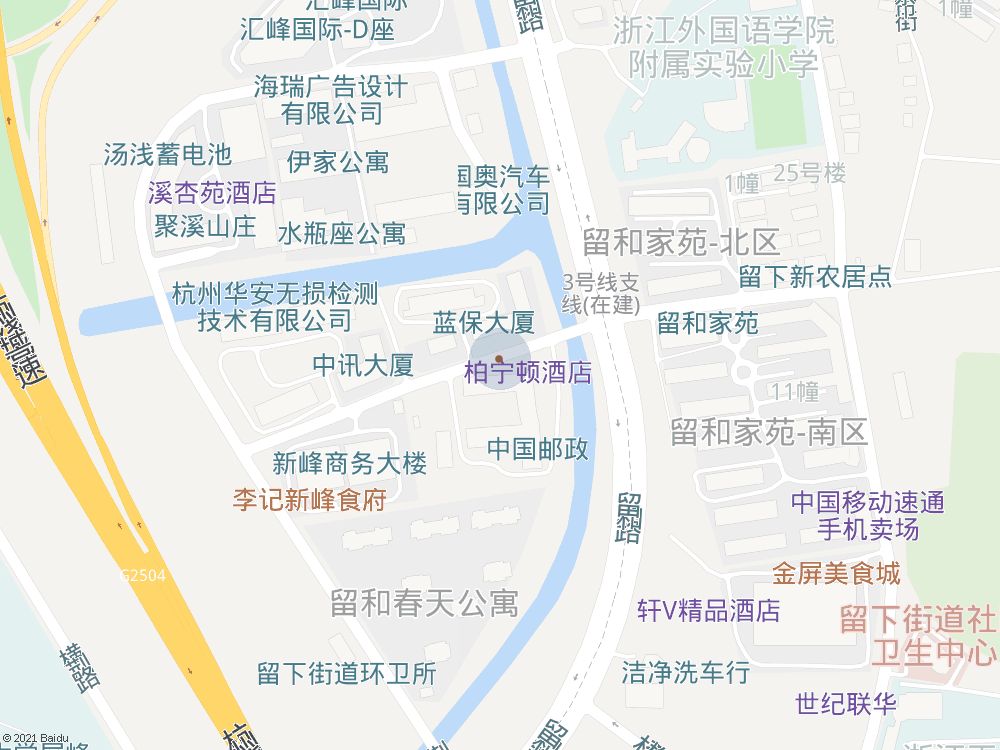 汇峰国际
汇峰国际-D座
浙江外国语学院
附属实验小学
1幢
海瑞广告设计
有限公司
汤浅蓄电池
伊家公寓
国奥汽车
有限公司
1幢
25号楼
溪杏苑酒店
聚溪山庄
水瓶座公寓
留和家苑-北区
3号线支
线(在建)
留下新农居点
杭州华安无损检测
技术有限公司
蓝保大厦
留和家苑
中讯大厦
柏宁顿酒店
11幢
留和家苑-南区
新峰商务大楼
中国邮政
李记新峰食府
中国移动速通
手机卖场
G2504
金屏美食城
留和春天公寓
轩V精品酒店
留下街道社
卫生中心
留下街道环卫所
洁净洗车行
世纪联华
© 2021 Baidu